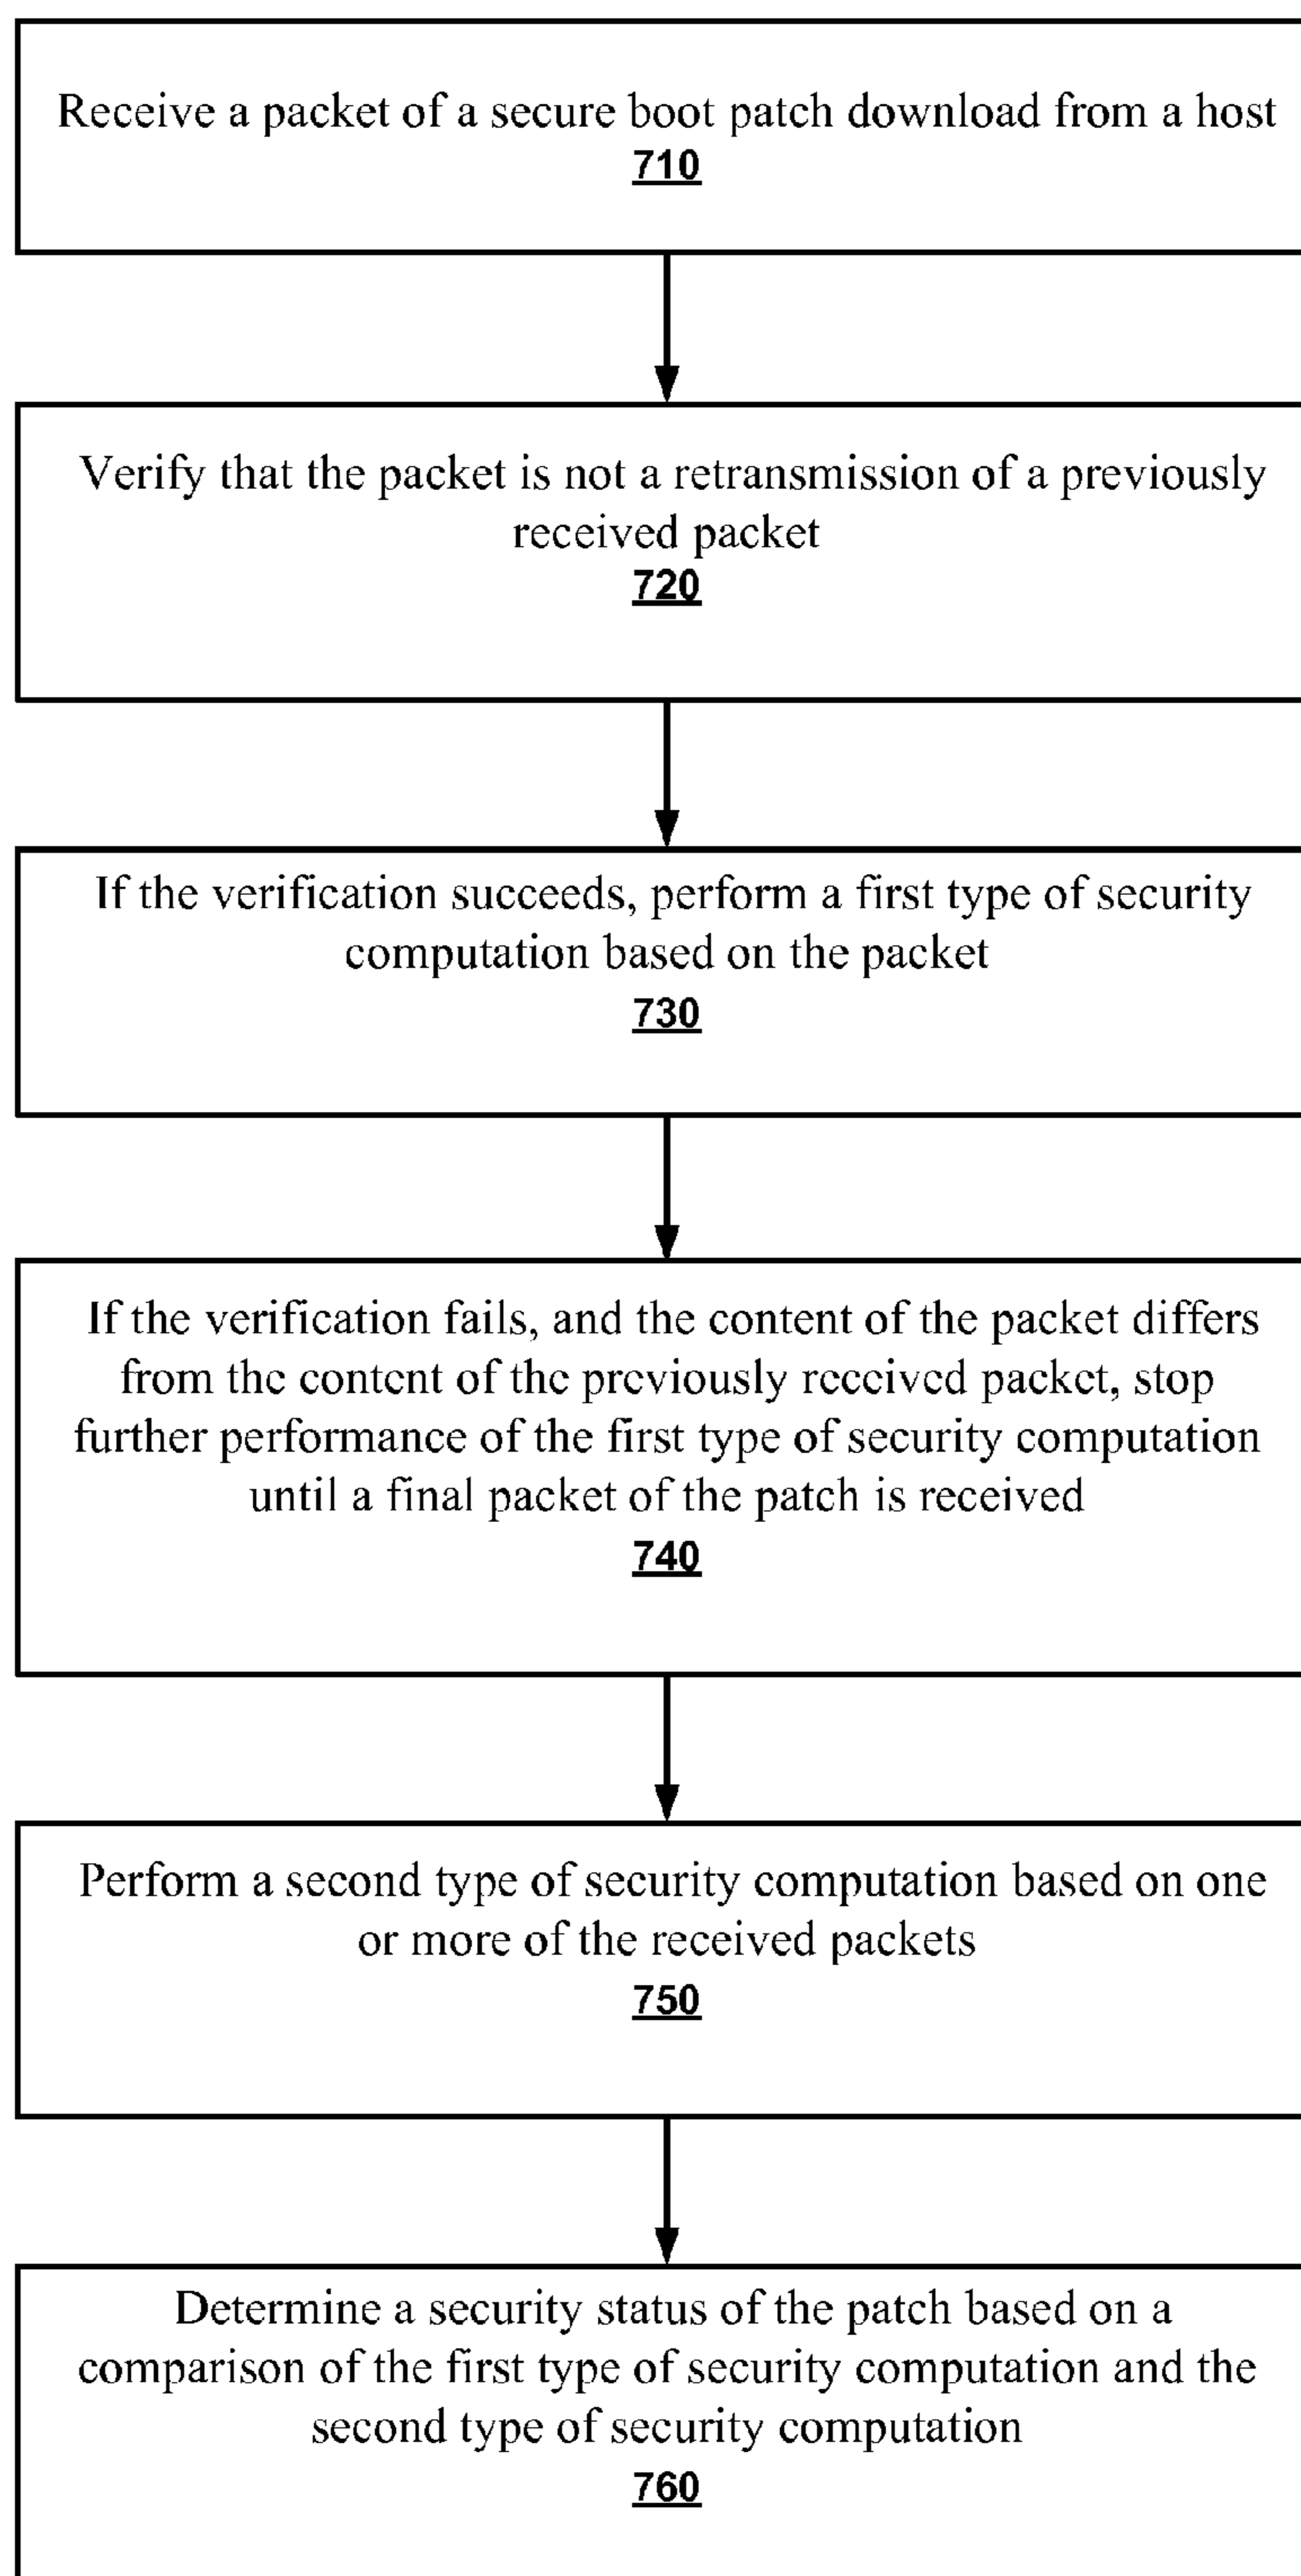 Receive a packet of a secure boot patch download from a host
710
Verify that the packet is not a retransmission of a previously
received packet
720
If the verification succeeds, perform a first type of security
computation based on the packet
730
If the verification fails, and the content of the packet differs
from the content of the previously received packet, stop
further performance of the first type of security computation
until a final packet of the patch is received
740
Perform a second type of security computation based on one
or more of the received packets
750
Determine a security status of the patch based on a
comparison of the first type of security computation and the
second type of security computation
760